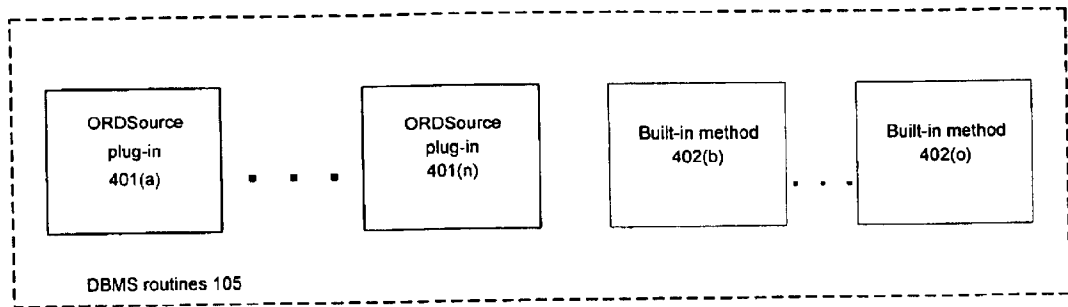 ORDSource
plug-in
401(a)
ORDSource
plug-in
401(n)
Built-in method
402(b)
Built-in method
402(o)
DBMS routines 105